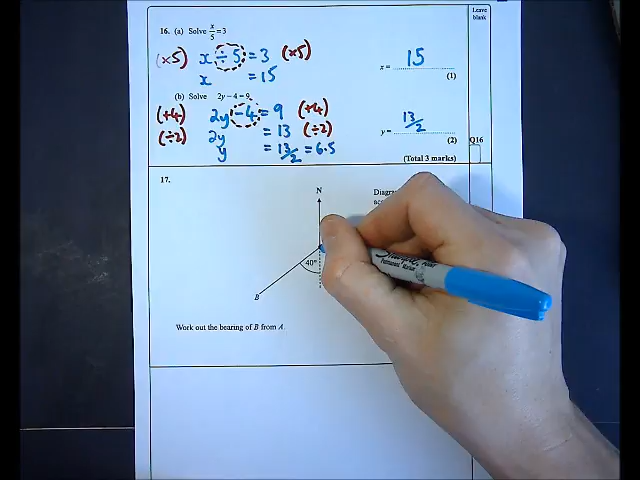 Leave
blank
16. (a) Solve x/5 = 3
(×5) x ÷ 5 = 3 (×5)
x = 15
x = 15
(1)
(b) Solve 2y – 4 = 9
(+4) 2y – 4 = 9 (+4)
(÷2) 2y = 13 (÷2)
y = 13/2 = 6.5
y = 13/2
(2)
Q16
(Total 3 marks)
17.
N
40°
B
Work out the bearing of B from A.